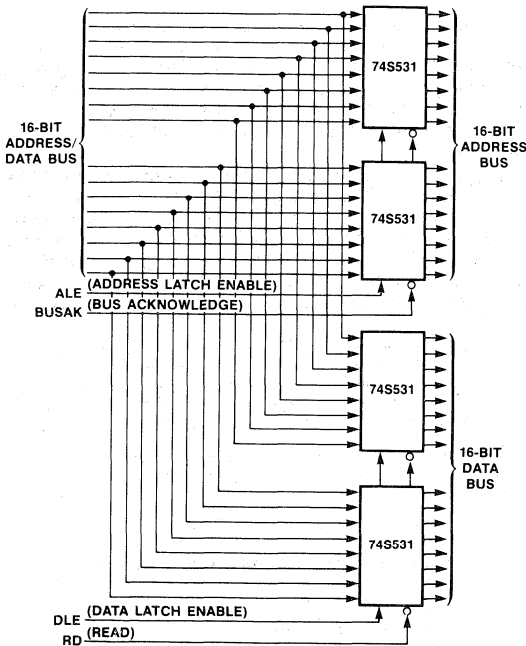 74S531
16-BIT
ADDRESS/
DATA BUS
16-BIT
ADDRESS
BUS
74S531
ALE (ADDRESS LATCH ENABLE)
BUSAK (BUS ACKNOWLEDGE)
74S531
16-BIT
DATA
BUS
74S531
DLE (DATA LATCH ENABLE)
RD (READ)